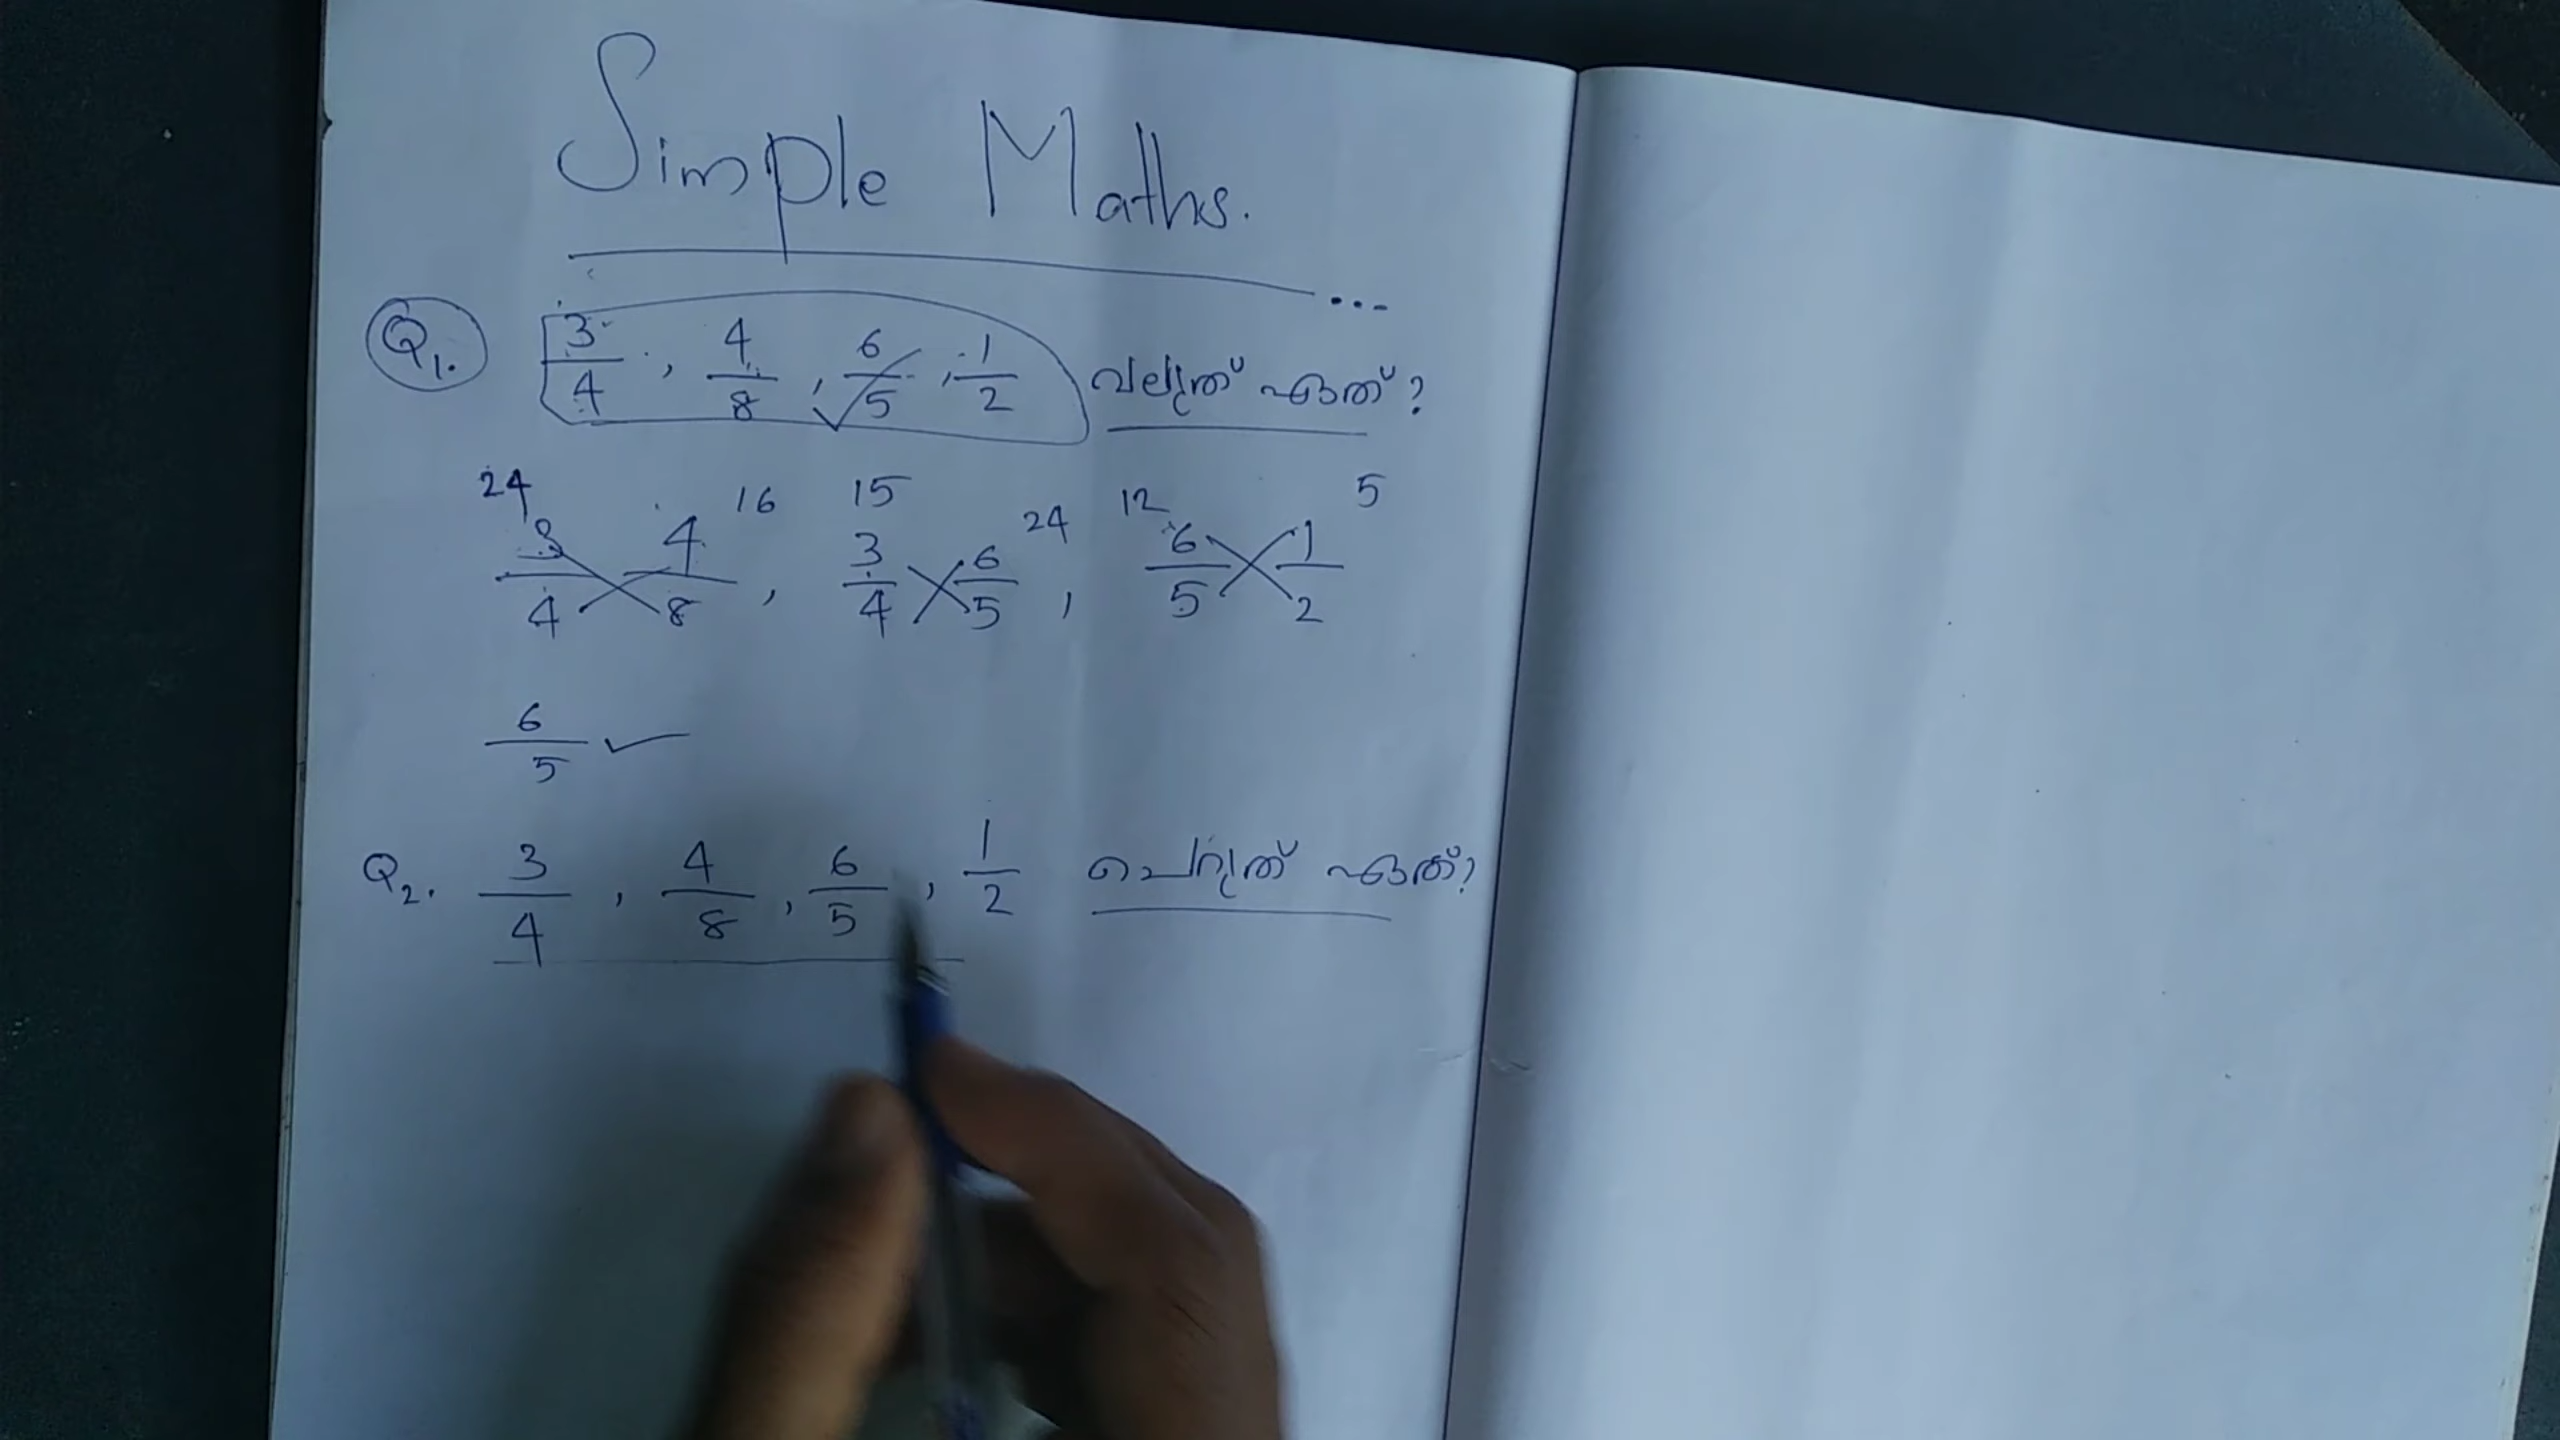 Simple Maths.
Q1. 3/4, 4/8, 6/5, 1/2 വലുത് ഏത്?
24 3/4 4/8 16, 15 3/4 6/5 24, 12 6/5 1/2 5
6/5 ✓
Q2. 3/4, 4/8, 6/5, 1/2 ചെറുത് ഏത്?